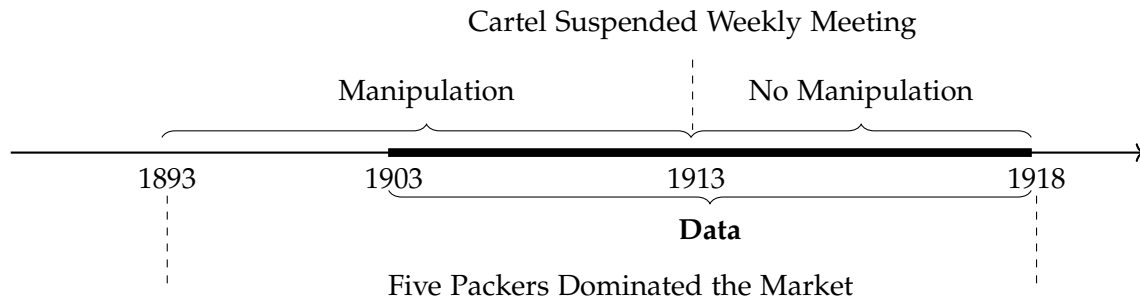 Cartel Suspended Weekly Meeting
Manipulation No Manipulation
1893 1903 1913 1918
Data
Five Packers Dominated the Market